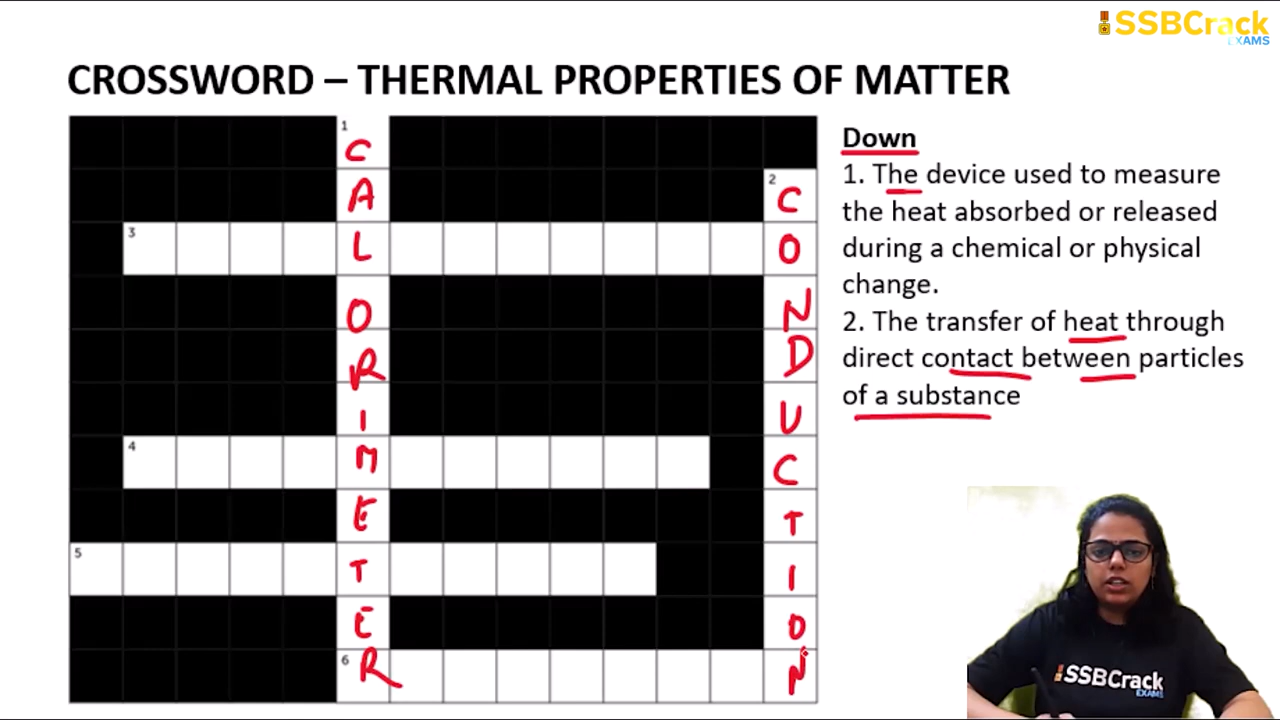 SSBCrack
EXAMS
CROSSWORD – THERMAL PROPERTIES OF MATTER
1
C
A
L
O
R
I
M
E
T
E
R
2
C
O
N
D
U
C
T
I
O
N
3
4
5
6
Down
1. The device used to measure
the heat absorbed or released
during a chemical or physical
change.
2. The transfer of heat through
direct contact between particles
of a substance
SSBCrack
EXAMS